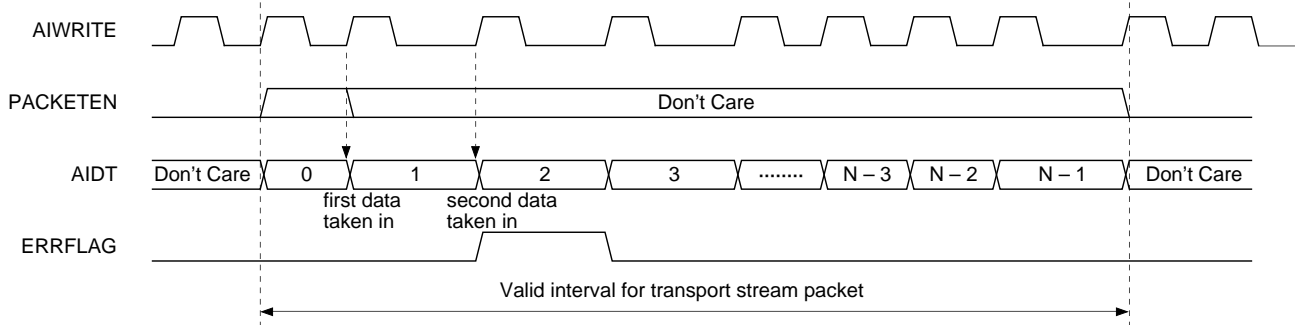 AIWRITE
PACKETEN
Don't Care
AIDT
Don't Care 0 1 2 3 ........ N – 3 N – 2 N – 1 Don't Care
first data
taken in
second data
taken in
ERRFLAG
Valid interval for transport stream packet